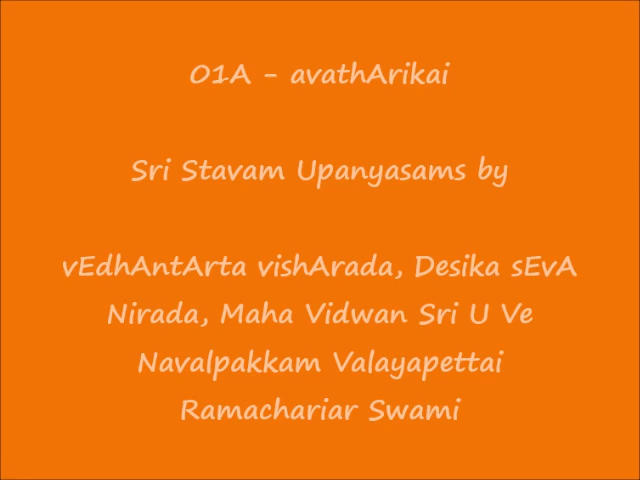 01A - avathArikai
Sri Stavam Upanyasams by
vEdhAntArta vishArada, Desika sEvA
Nirada, Maha Vidwan Sri U Ve
Navalpakkam Valayapettai
Ramachariar Swami